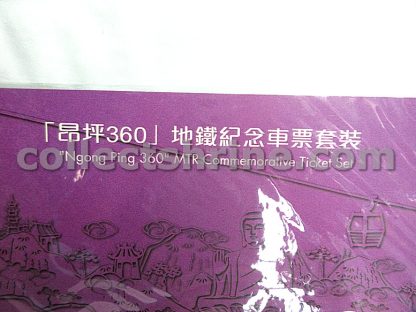 「昂坪360」地鐵紀念車票套裝
"Ngong Ping 360" MTR Commemorative Ticket Set
collectshrine.com